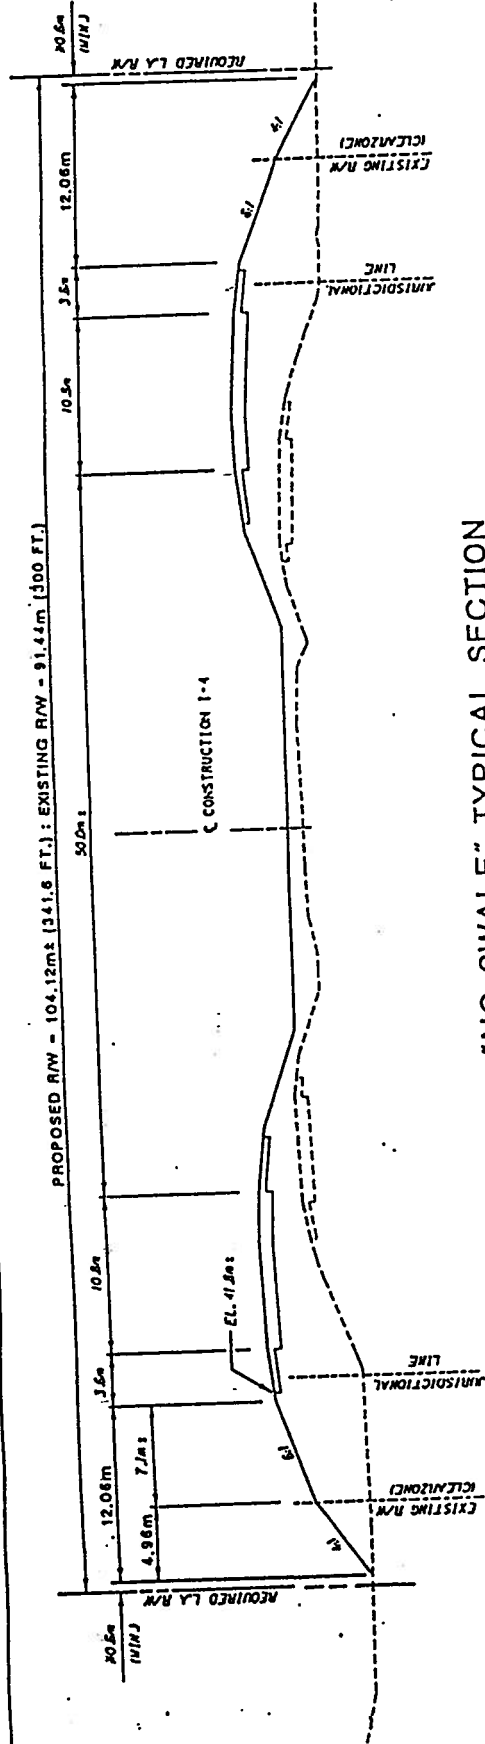 PROPOSED R/W - 104.12m± (341.6 FT.) : EXISTING R/W - 91.44m (300 FT.)
12.06m
3.6m
10.8m
50.0m±
10.8m
3.6m
12.06m
4.96m
7.1m±
(MIN)
(MIN)
REQUIRED L.A R/W
REQUIRED L.A R/W
EXISTING R/W
(CLEARZONE)
JURISDICTIONAL
LINE
EL. 41.8m±
6:1
4:1
℄ CONSTRUCTION I-4
6:1
4:1
JURISDICTIONAL
LINE
EXISTING R/W
(CLEARZONE)
"NO SWALE" TYPICAL SECTION